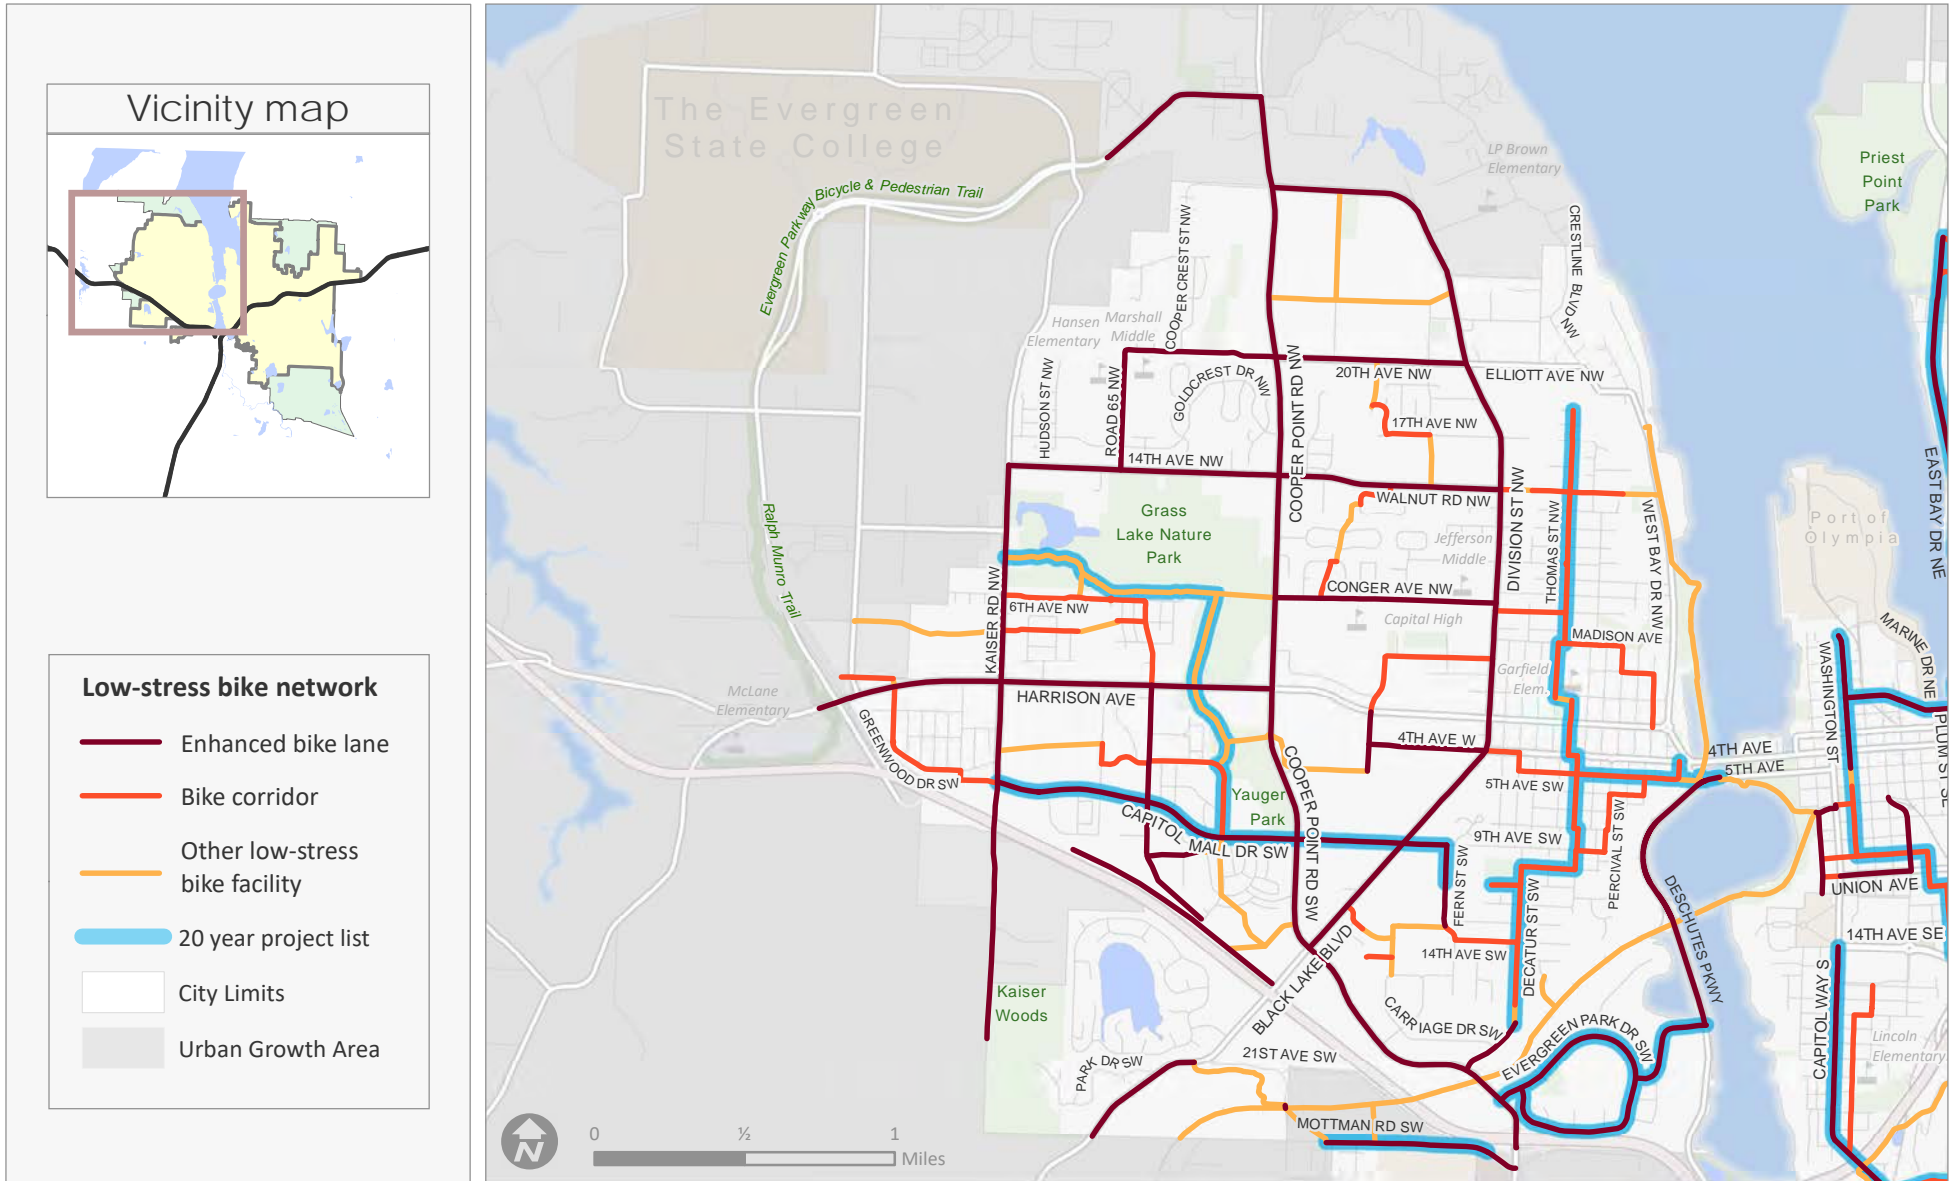 Vicinity map
Low-stress bike network
Enhanced bike lane
Bike corridor
Other low-stress
bike facility
20 year project list
City Limits
Urban Growth Area
The Evergreen
State College
Evergreen Parkway Bicycle & Pedestrian Trail
LP Brown
Elementary
Priest
Point
Park
CRESTLINE BLVD NW
COOPER CREST ST NW
Hansen
Elementary
Marshall
Middle
HUDSON ST NW
ROAD 65 NW
GOLDCREST DR NW
COOPER POINT RD NW
20TH AVE NW
ELLIOTT AVE NW
17TH AVE NW
14TH AVE NW
WALNUT RD NW
DIVISION ST NW
THOMAS ST NW
WEST BAY DR NW
EAST BAY DR NE
Port of
Olympia
Grass
Lake Nature
Park
Jefferson
Middle
Ralph Munro Trail
KAISER RD NW
6TH AVE NW
CONGER AVE NW
Capital High
MADISON AVE
Garfield
Elem.
MARINE DR NE
WASHINGTON ST
PLUM ST SE
McLane
Elementary
HARRISON AVE
GREENWOOD DR SW
4TH AVE W
4TH AVE
5TH AVE
5TH AVE SW
COOPER POINT RD SW
Yauger
Park
CAPITOL MALL DR SW
9TH AVE SW
PERCIVAL ST SW
FERN ST SW
DECATUR ST SW
UNION AVE
DESCHUTES PKWY
14TH AVE SE
14TH AVE SW
BLACK LAKE BLVD
Kaiser
Woods
CARRIAGE DR SW
EVERGREEN PARK DR SW
CAPITOL WAY S
Lincoln
Elementary
21ST AVE SW
PARK DR SW
MOTTMAN RD SW
N
0
½
1
Miles